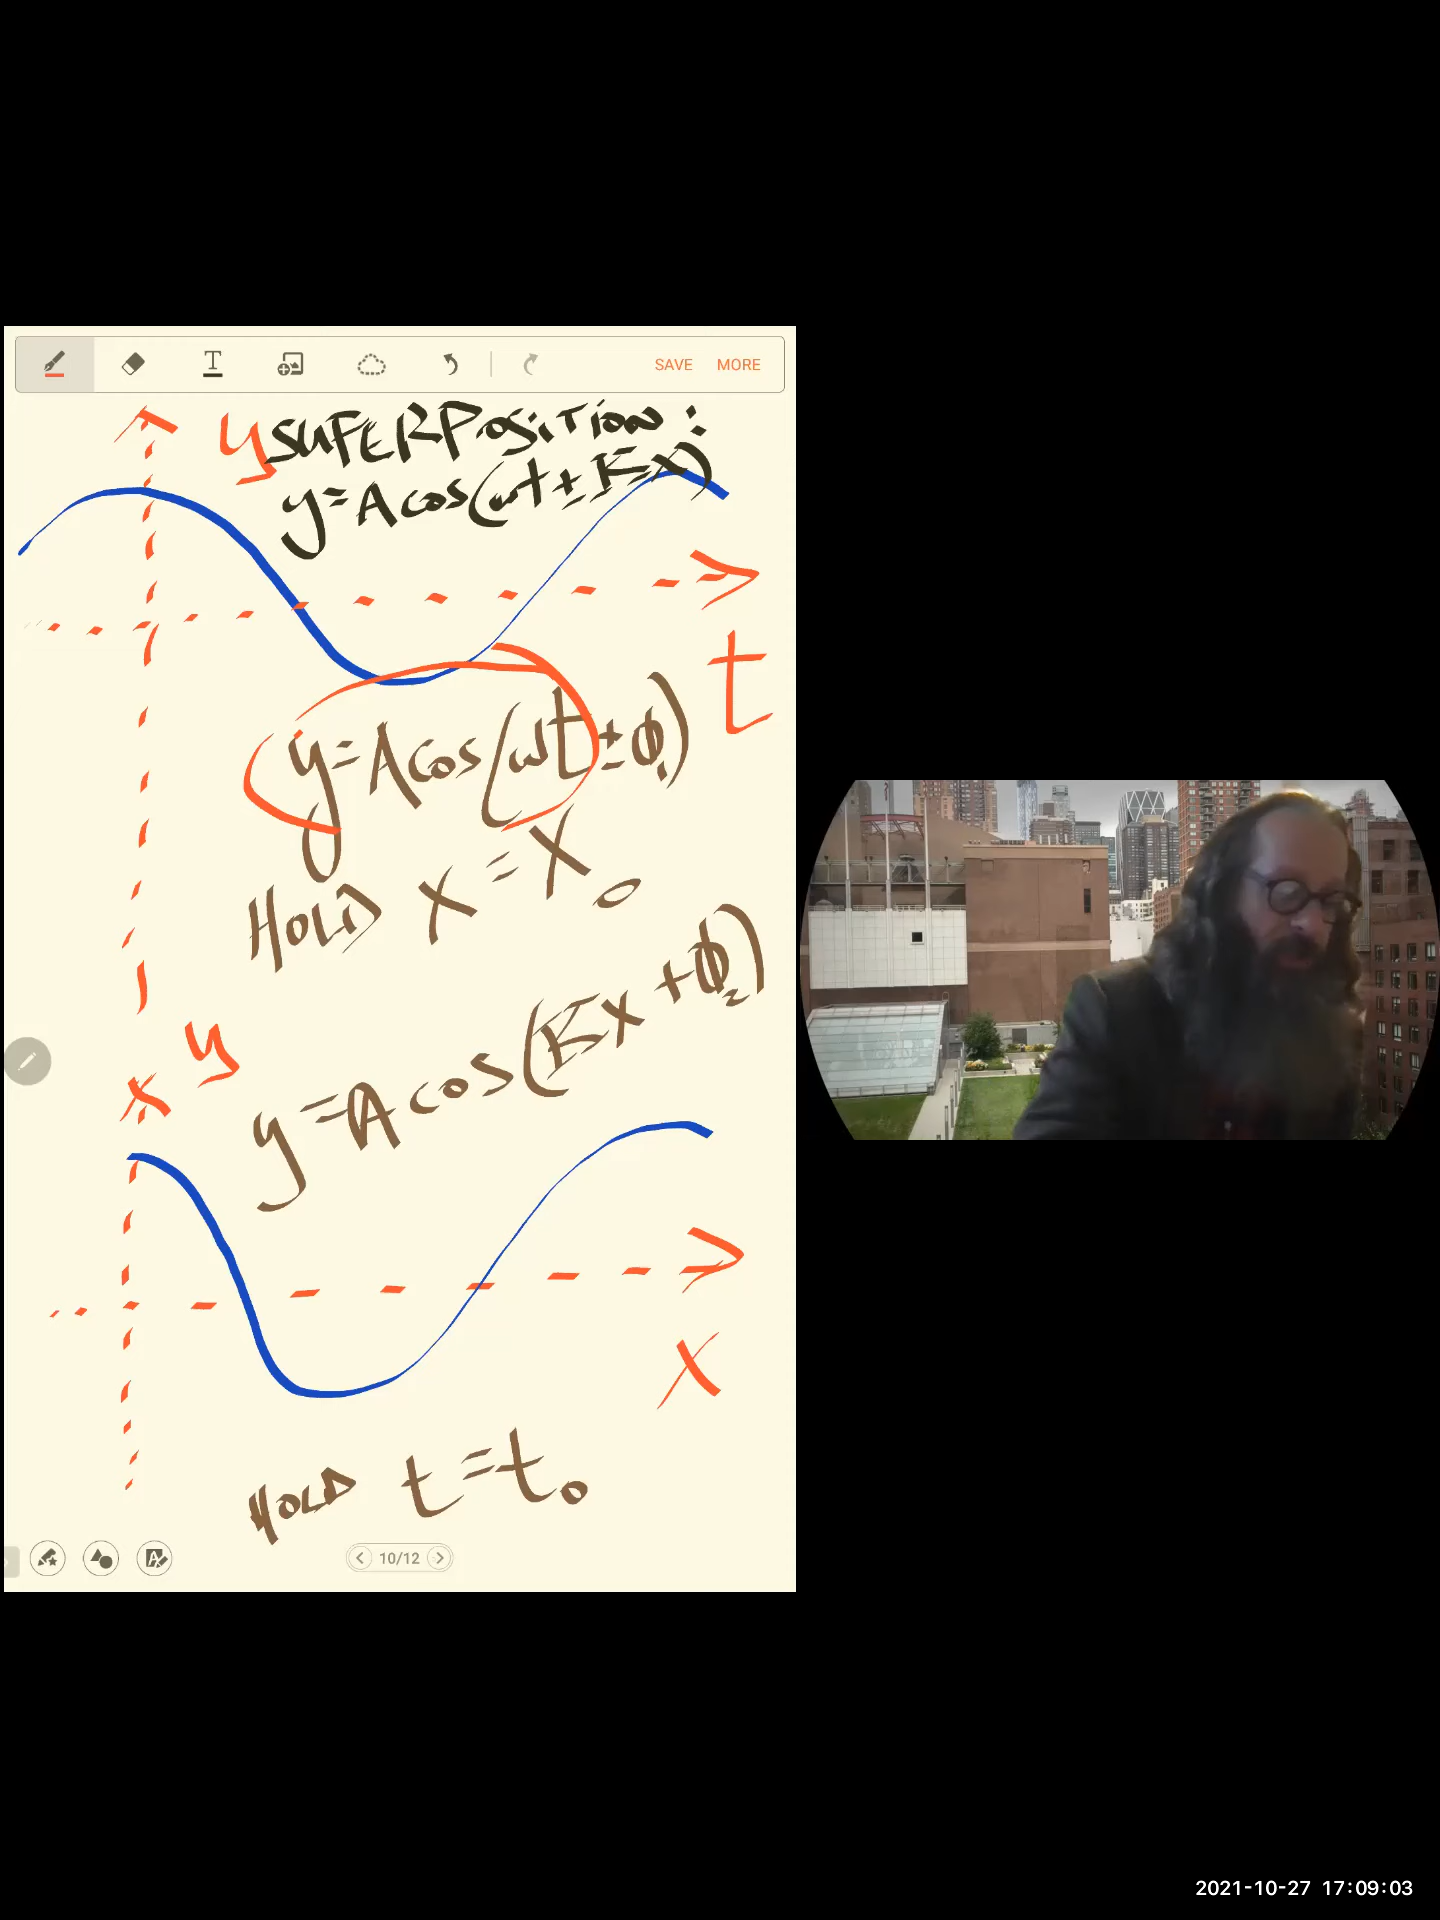 SAVE MORE
y SUPERPOSITION:
y=Acos(ωt±Kx)
t
y=Acos(ωt±ϕ₁)
HOLD x=x₀
y
y=Acos(Kx+ϕ₂)
x
HOLD t=t₀
10/12
2021-10-27 17:09:03